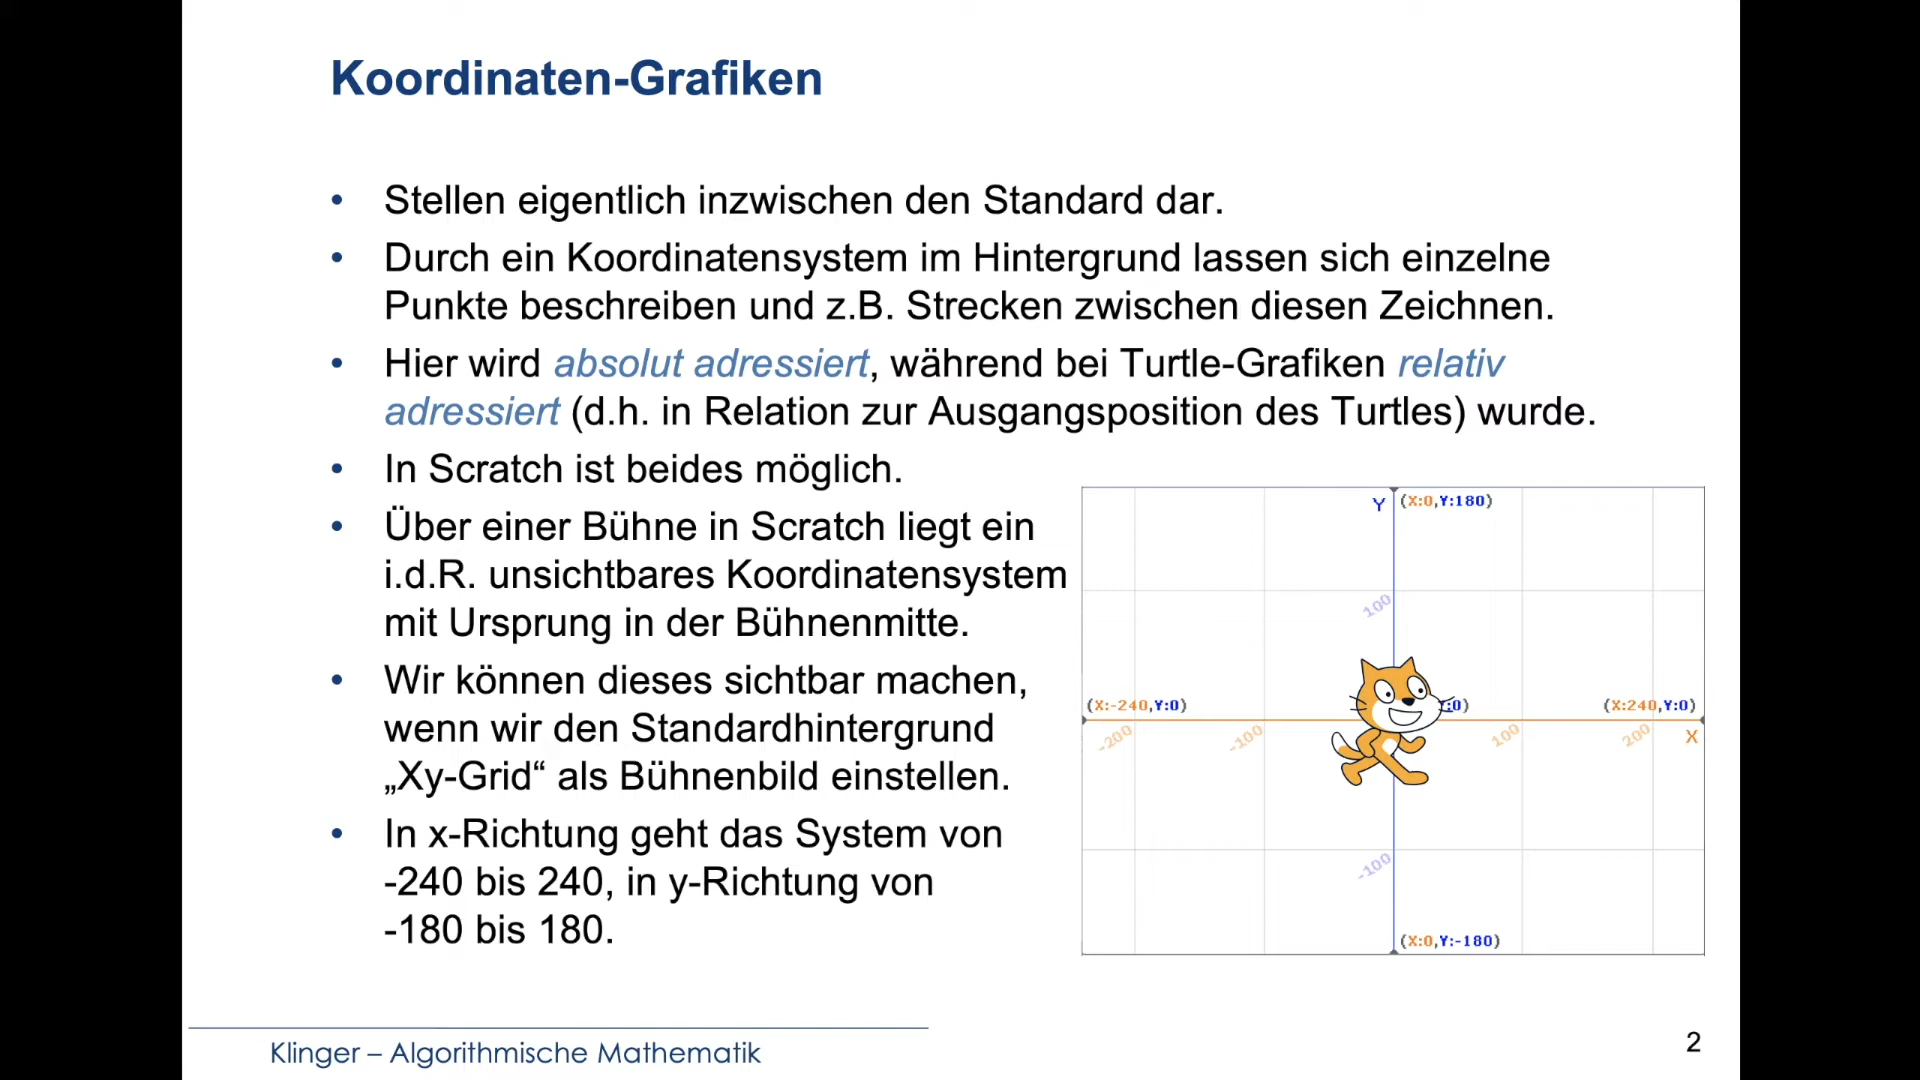 Koordinaten-Grafiken
• Stellen eigentlich inzwischen den Standard dar.
• Durch ein Koordinatensystem im Hintergrund lassen sich einzelne
Punkte beschreiben und z.B. Strecken zwischen diesen Zeichnen.
• Hier wird absolut adressiert, während bei Turtle-Grafiken relativ
adressiert (d.h. in Relation zur Ausgangsposition des Turtles) wurde.
• In Scratch ist beides möglich.
• Über einer Bühne in Scratch liegt ein
i.d.R. unsichtbares Koordinatensystem
mit Ursprung in der Bühnenmitte.
• Wir können dieses sichtbar machen,
wenn wir den Standardhintergrund
„Xy-Grid“ als Bühnenbild einstellen.
• In x-Richtung geht das System von
-240 bis 240, in y-Richtung von
-180 bis 180.
Y (X:0,Y:180)
100
(X:-240,Y:0) :0) (X:240,Y:0)
-200 -100 100 200 X
-100
(X:0,Y:-180)
Klinger – Algorithmische Mathematik
2